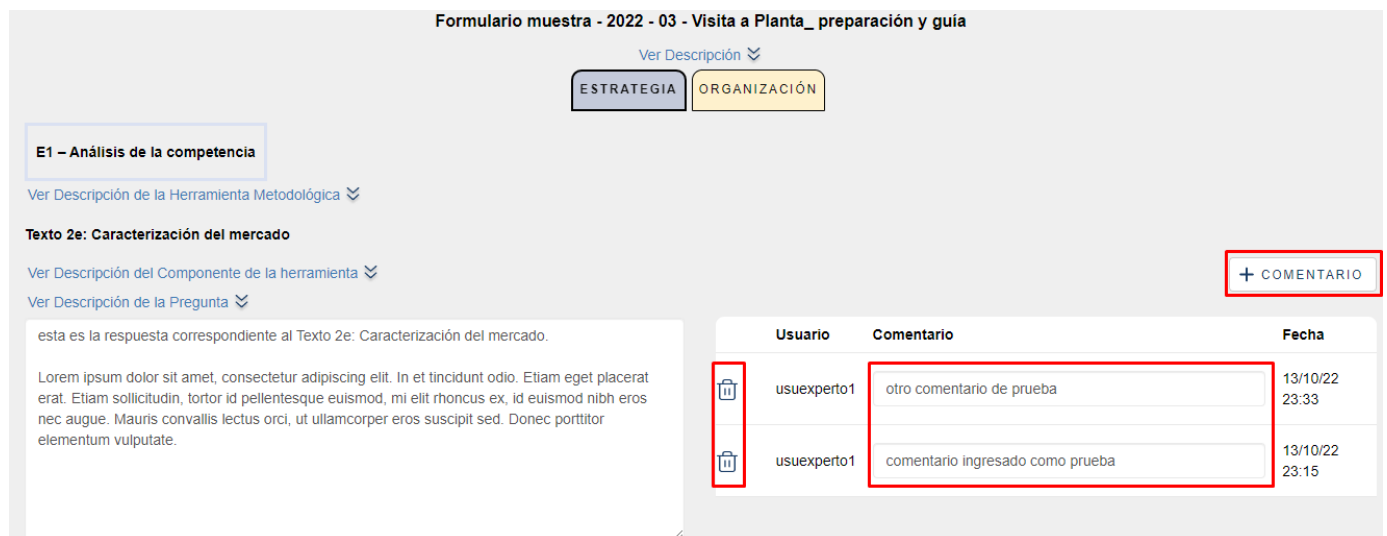 Formulario muestra - 2022 - 03 - Visita a Planta_ preparación y guía
Ver Descripción
ESTRATEGIA
ORGANIZACIÓN
E1 – Análisis de la competencia
Ver Descripción de la Herramienta Metodológica
Texto 2e: Caracterización del mercado
Ver Descripción del Componente de la herramienta
+ COMENTARIO
Ver Descripción de la Pregunta
esta es la respuesta correspondiente al Texto 2e: Caracterización del mercado.
Lorem ipsum dolor sit amet, consectetur adipiscing elit. In et tincidunt odio. Etiam eget placerat
erat. Etiam sollicitudin, tortor id pellentesque euismod, mi elit rhoncus ex, id euismod nibh eros
nec augue. Mauris convallis lectus orci, ut ullamcorper eros suscipit sed. Donec porttitor
elementum vulputate.
Usuario Comentario Fecha
usuexperto1 otro comentario de prueba 13/10/22
23:33
usuexperto1 comentario ingresado como prueba 13/10/22
23:15